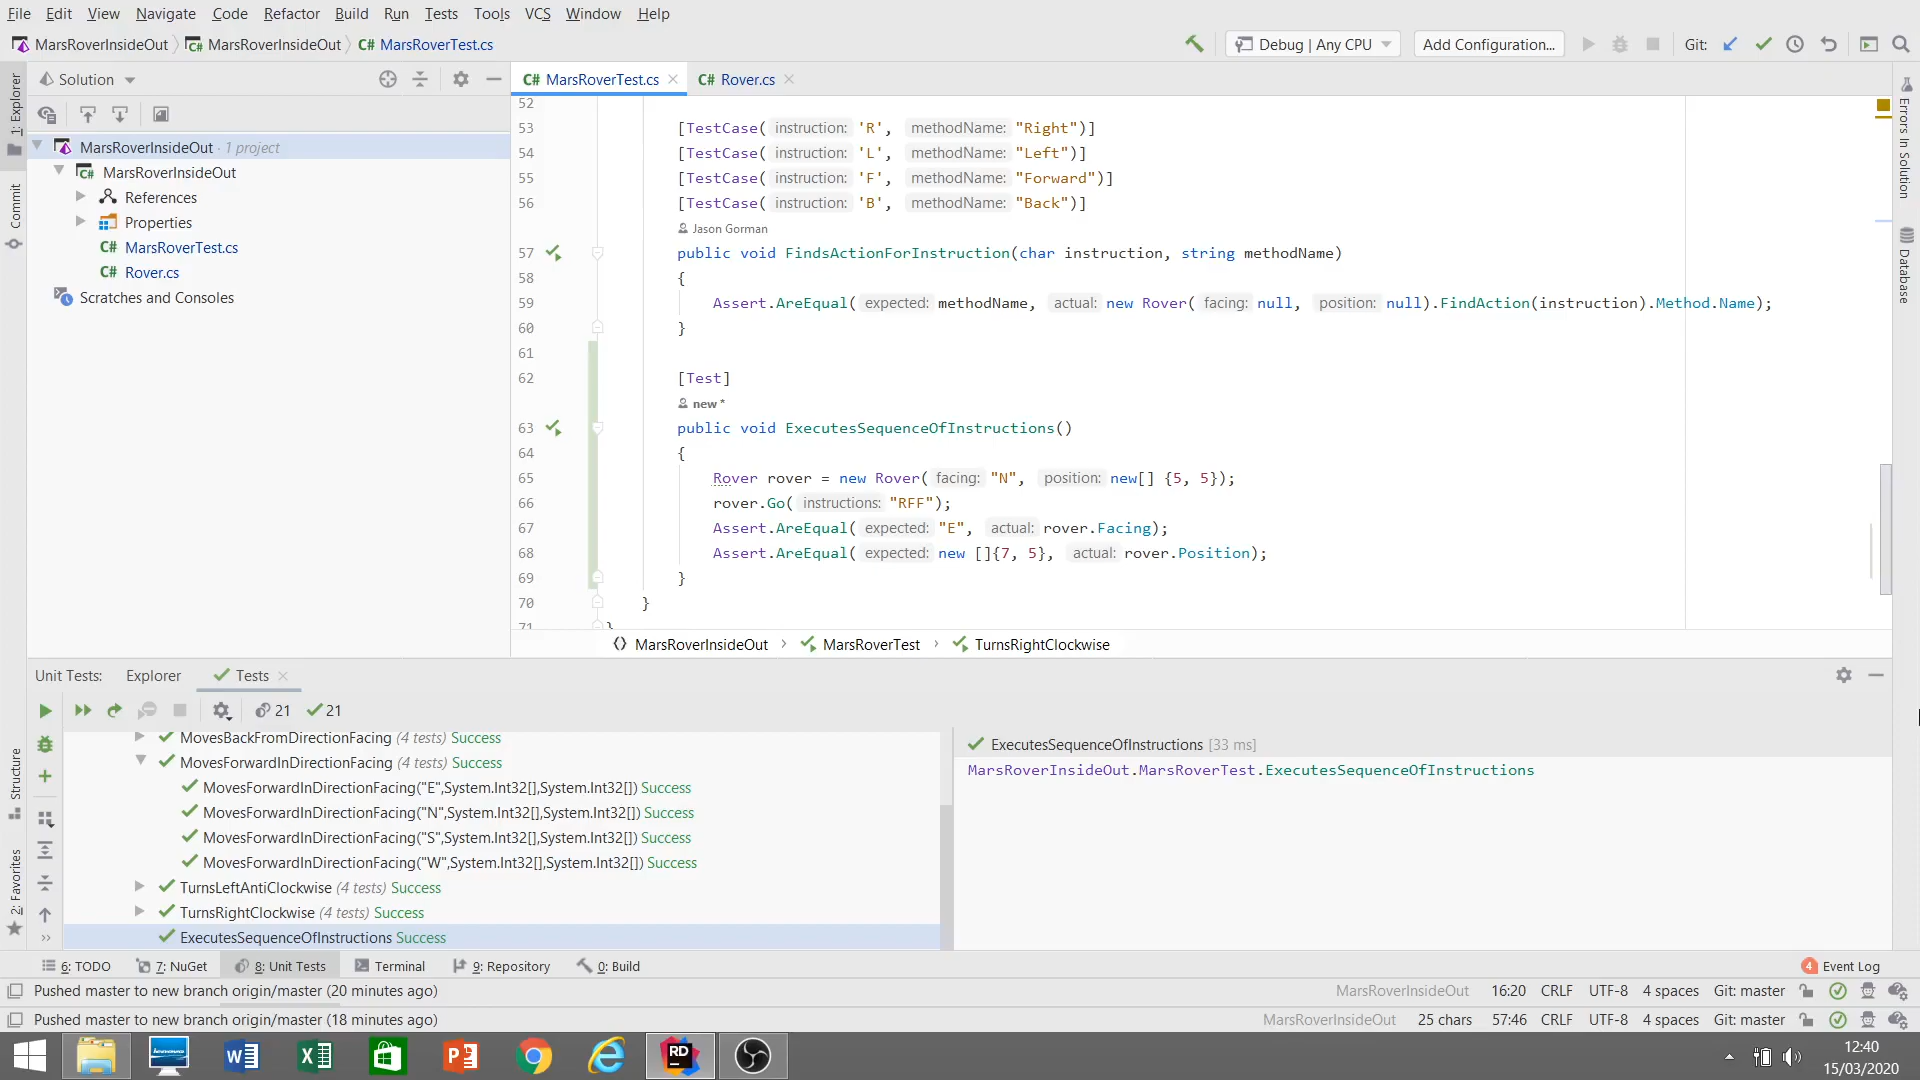 File Edit View Navigate Code Refactor Build Run Tests Tools VCS Window Help
MarsRoverInsideOut MarsRoverInsideOut C# MarsRoverTest.cs
Debug | Any CPU Add Configuration... Git:
1: Explorer
Commit
Structure
2: Favorites
Solution
MarsRoverInsideOut · 1 project
C# MarsRoverInsideOut
References
Properties
C# MarsRoverTest.cs
C# Rover.cs
Scratches and Consoles
C# MarsRoverTest.cs C# Rover.cs
52
53 [TestCase( instruction: 'R', methodName: "Right")]
54 [TestCase( instruction: 'L', methodName: "Left")]
55 [TestCase( instruction: 'F', methodName: "Forward")]
56 [TestCase( instruction: 'B', methodName: "Back")]
Jason Gorman
57 public void FindsActionForInstruction(char instruction, string methodName)
58 {
59 Assert.AreEqual( expected: methodName, actual: new Rover( facing: null, position: null).FindAction(instruction).Method.Name);
60 }
61
62 [Test]
new *
63 public void ExecutesSequenceOfInstructions()
64 {
65 Rover rover = new Rover( facing: "N", position: new[] {5, 5});
66 rover.Go( instructions: "RFF");
67 Assert.AreEqual( expected: "E", actual: rover.Facing);
68 Assert.AreEqual( expected: new []{7, 5}, actual: rover.Position);
69 }
70 }
71 }
MarsRoverInsideOut MarsRoverTest TurnsRightClockwise
Errors In Solution
Database
Unit Tests: Explorer Tests
21 21
MovesBackFromDirectionFacing (4 tests) Success
MovesForwardInDirectionFacing (4 tests) Success
MovesForwardInDirectionFacing("E",System.Int32[],System.Int32[]) Success
MovesForwardInDirectionFacing("N",System.Int32[],System.Int32[]) Success
MovesForwardInDirectionFacing("S",System.Int32[],System.Int32[]) Success
MovesForwardInDirectionFacing("W",System.Int32[],System.Int32[]) Success
TurnsLeftAntiClockwise (4 tests) Success
TurnsRightClockwise (4 tests) Success
ExecutesSequenceOfInstructions Success
ExecutesSequenceOfInstructions [33 ms]
MarsRoverInsideOut.MarsRoverTest.ExecutesSequenceOfInstructions
6: TODO 7: NuGet 8: Unit Tests Terminal 9: Repository 0: Build 4 Event Log
Pushed master to new branch origin/master (20 minutes ago) MarsRoverInsideOut 16:20 CRLF UTF-8 4 spaces Git: master
Pushed master to new branch origin/master (18 minutes ago) MarsRoverInsideOut 25 chars 57:46 CRLF UTF-8 4 spaces Git: master
12:40
15/03/2020